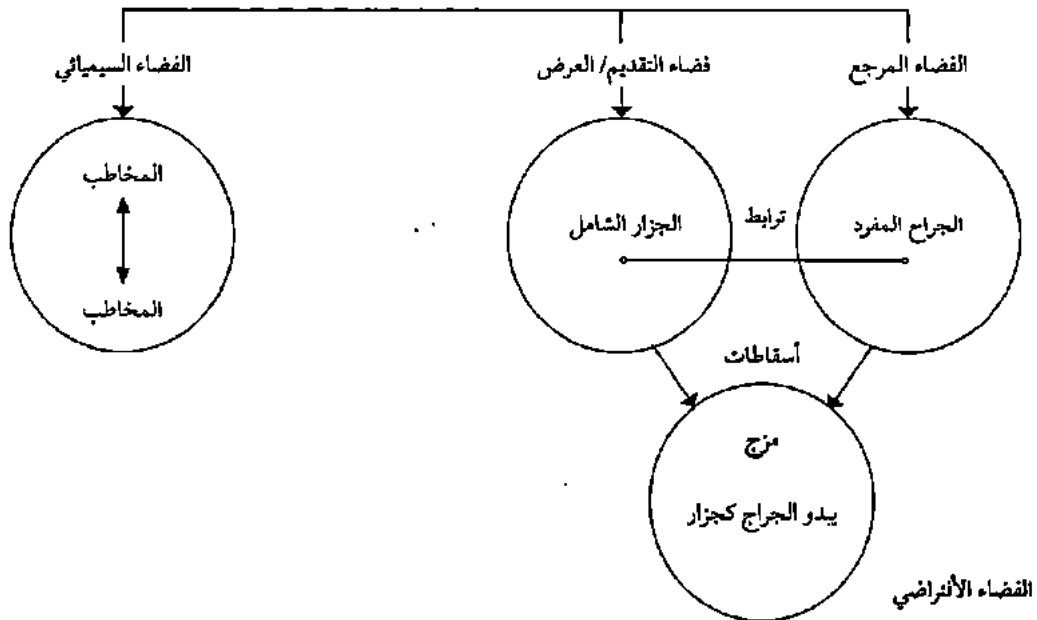 الفضاء المرجع
فضاء التقديم/ العرض
الفضاء السيميائي
الجراح المفرد
ترابط
الجزار الشامل
المخاطب
المخاطب
أسقاطات
مزج
يبدو الجراج كجزار
الفضاء الأفتراضي